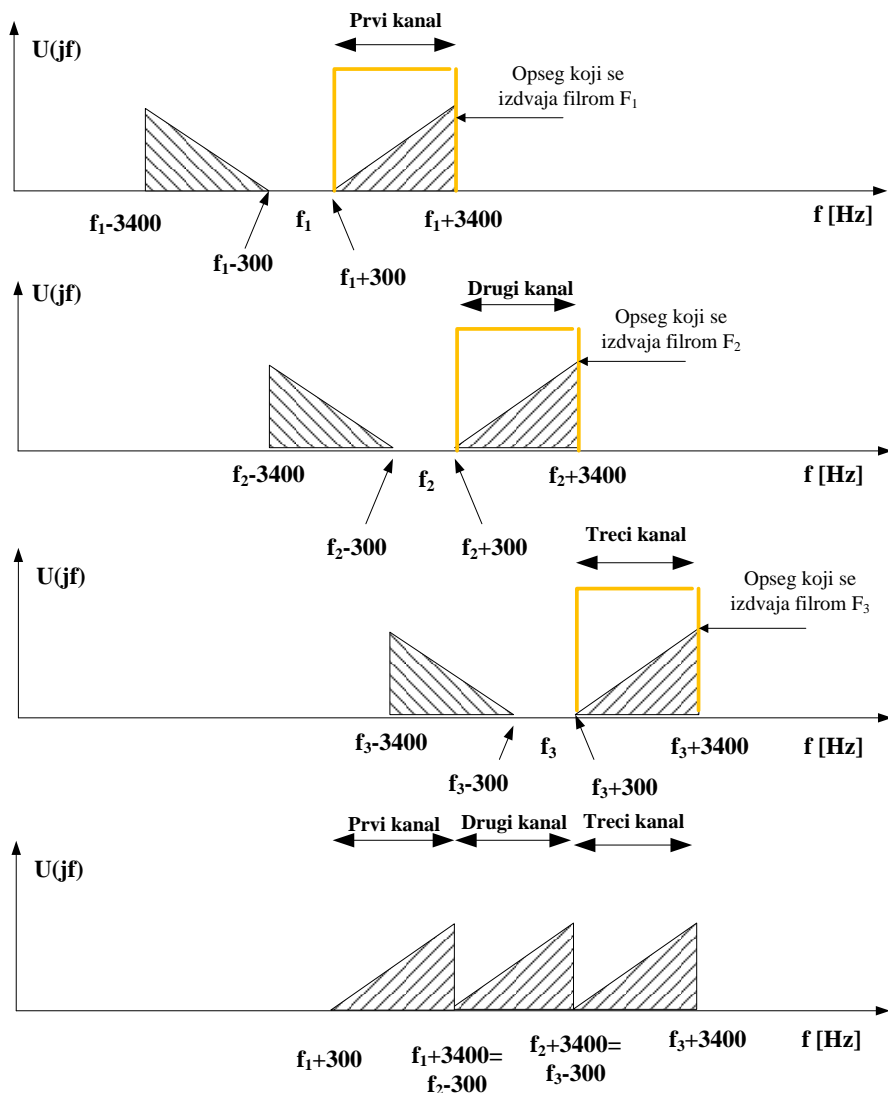 Prvi kanal
U(jf)
Opseg koji se
izdvaja filrom F₁
f₁-3400
f₁
f₁+3400
f [Hz]
f₁-300
f₁+300
U(jf)
Drugi kanal
Opseg koji se
izdvaja filrom F₂
f₂-3400
f₂
f₂+3400
f [Hz]
f₂-300
f₂+300
Treci kanal
U(jf)
Opseg koji se
izdvaja filrom F₃
f₃-3400
f₃
f₃+3400
f [Hz]
f₃-300
f₃+300
Prvi kanal
Drugi kanal
Treci kanal
U(jf)
f₁+300
f₁+3400=
f₂-300
f₂+3400=
f₃-300
f₃+3400
f [Hz]